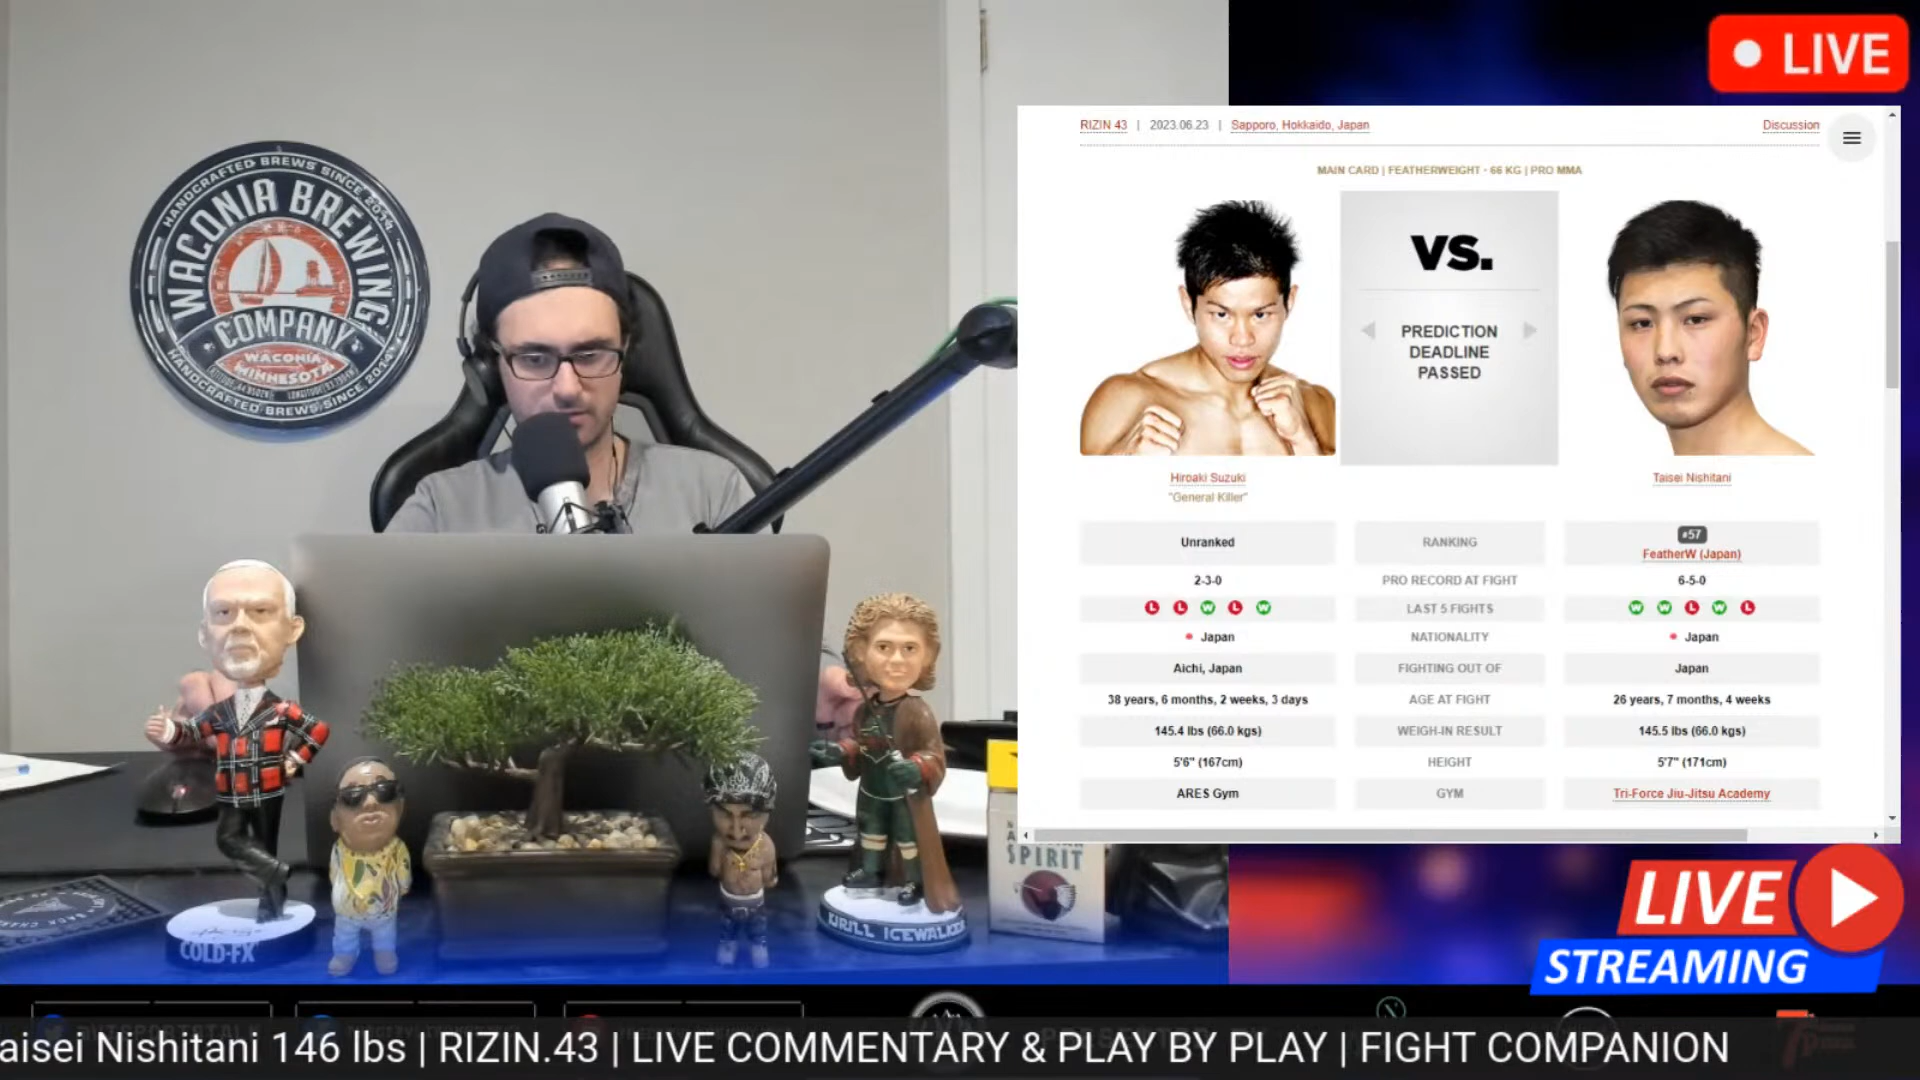 LIVE
HANDCRAFTED BREWS SINCE 2014
WACONIA BREWING
COMPANY
WACONIA
MINNESOTA
HANDCRAFTED BREWS SINCE 2014
RIZIN 43 | 2023.06.23 | Sapporo, Hokkaido, Japan
Discussion
MAIN CARD | FEATHERWEIGHT · 66 KG | PRO MMA
VS.
PREDICTION
DEADLINE
PASSED
Hiroaki Suzuki
"General Killer"
Taisei Nishitani
Unranked RANKING #57
FeatherW (Japan)
2-3-0 PRO RECORD AT FIGHT 6-5-0
L L W L W LAST 5 FIGHTS W W L W L
Japan NATIONALITY Japan
Aichi, Japan FIGHTING OUT OF Japan
38 years, 6 months, 2 weeks, 3 days AGE AT FIGHT 26 years, 7 months, 4 weeks
145.4 lbs (66.0 kgs) WEIGH-IN RESULT 145.5 lbs (66.0 kgs)
5'6" (167cm) HEIGHT 5'7" (171cm)
ARES Gym GYM Tri-Force Jiu-Jitsu Academy
SPIRIT
COLD-FX
KIRILL ICEWALKER
LIVE
STREAMING
aisei Nishitani 146 lbs | RIZIN.43 | LIVE COMMENTARY & PLAY BY PLAY | FIGHT COMPANION